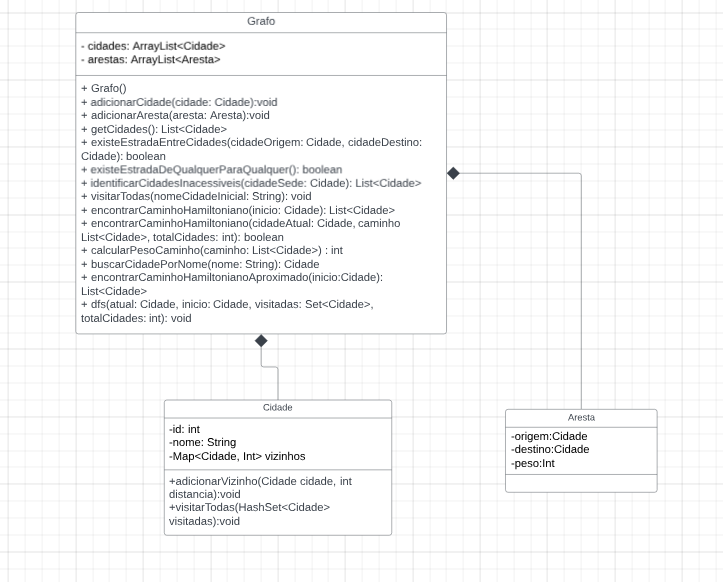 Grafo
- cidades: ArrayList<Cidade>
- arestas: ArrayList<Aresta>
+ Grafo()
+ adicionarCidade(cidade: Cidade):void
+ adicionarAresta(aresta: Aresta):void
+ getCidades(): List<Cidade>
+ existeEstradaEntreCidades(cidadeOrigem: Cidade, cidadeDestino:
Cidade): boolean
+ existeEstradaDeQualquerParaQualquer(): boolean
+ identificarCidadesInacessiveis(cidadeSede: Cidade): List<Cidade>
+ visitarTodas(nomeCidadeInicial: String): void
+ encontrarCaminhoHamiltoniano(inicio: Cidade): List<Cidade>
+ encontrarCaminhoHamiltoniano(cidadeAtual: Cidade, caminho
List<Cidade>, totalCidades: int): boolean
+ calcularPesoCaminho(caminho: List<Cidade>) : int
+ buscarCidadePorNome(nome: String): Cidade
+ encontrarCaminhoHamiltonianoAproximado(inicio:Cidade):
List<Cidade>
+ dfs(atual: Cidade, inicio: Cidade, visitadas: Set<Cidade>,
totalCidades: int): void
Cidade
-id: int
-nome: String
-Map<Cidade, Int> vizinhos
+adicionarVizinho(Cidade cidade, int
distancia):void
+visitarTodas(HashSet<Cidade>
visitadas):void
Aresta
-origem:Cidade
-destino:Cidade
-peso:Int